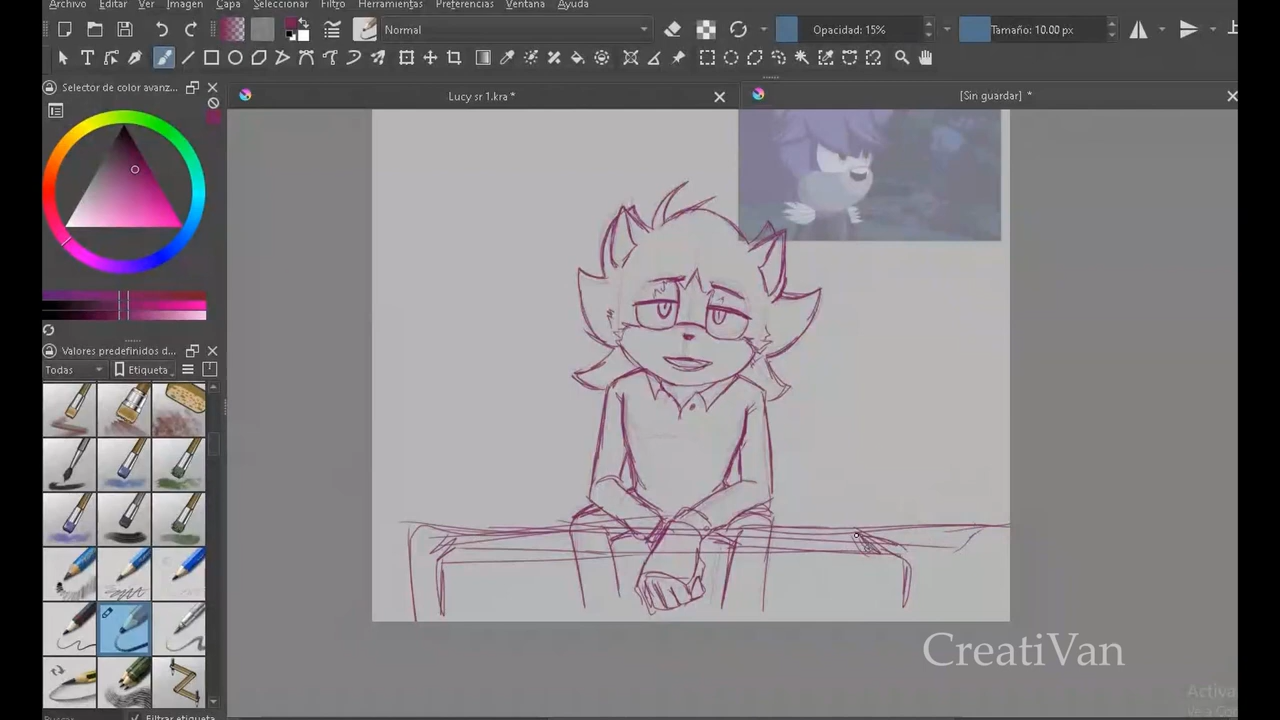 Archivo Editar Ver Imagen Capa Seleccionar Filtro Herramientas Preferencias Ventana Ayuda
Normal Opacidad: 15% Tamaño: 10.00 px
Selector de color avanz...
Lucy sr 1.kra *
[Sin guardar] *
Valores predefinidos d...
Todas
Etiqueta
CreatiVan
Activa
Filtrar etiqueta